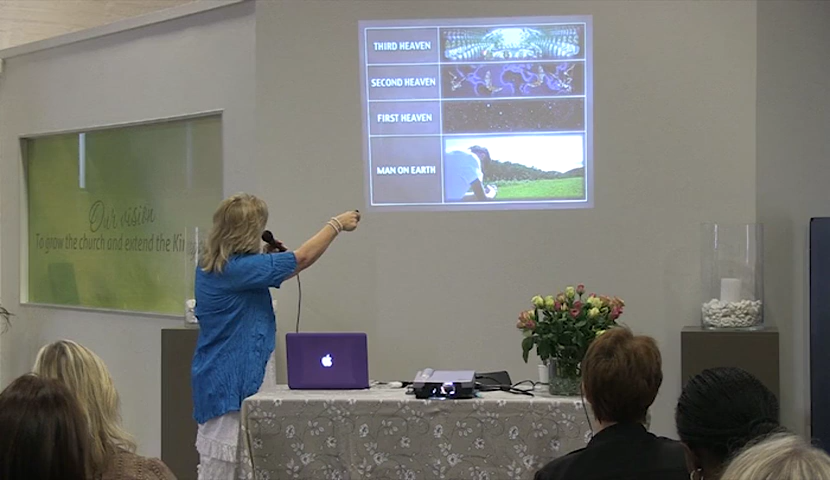 THIRD HEAVEN
SECOND HEAVEN
FIRST HEAVEN
MAN ON EARTH
Our vision
To grow the church and extend the